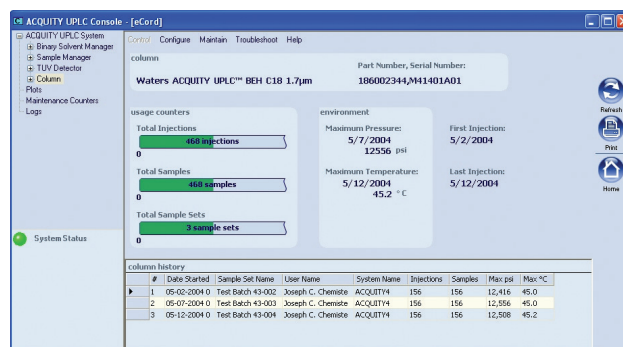 ACQUITY UPLC Console - [eCord]
ACQUITY UPLC System
Binary Solvent Manager
Sample Manager
TUV Detector
Column
Plots
Maintenance Counters
Logs
System Status
Control Configure Maintain Troubleshoot Help
column
Part Number, Serial Number:
Waters ACQUITY UPLC™ BEH C18 1.7µm 186002344,M41401A01
usage counters
Total Injections
468 injections
0
Total Samples
468 samples
0
Total Sample Sets
3 sample sets
0
environment
Maximum Pressure: First Injection:
5/7/2004 5/2/2004
12556 psi
Maximum Temperature: Last Injection:
5/12/2004 5/12/2004
45.2 °C
Refresh
Print
Home
column history
# Date Started Sample Set Name User Name System Name Injections Samples Max psi Max °C
1 05-02-2004 0 Test Batch 43-002 Joseph C. Chemiste ACQUITY4 156 156 12,416 45.0
2 05-07-2004 0 Test Batch 43-003 Joseph C. Chemiste ACQUITY4 156 156 12,556 45.0
3 05-12-2004 0 Test Batch 43-004 Joseph C. Chemiste ACQUITY4 156 156 12,508 45.2